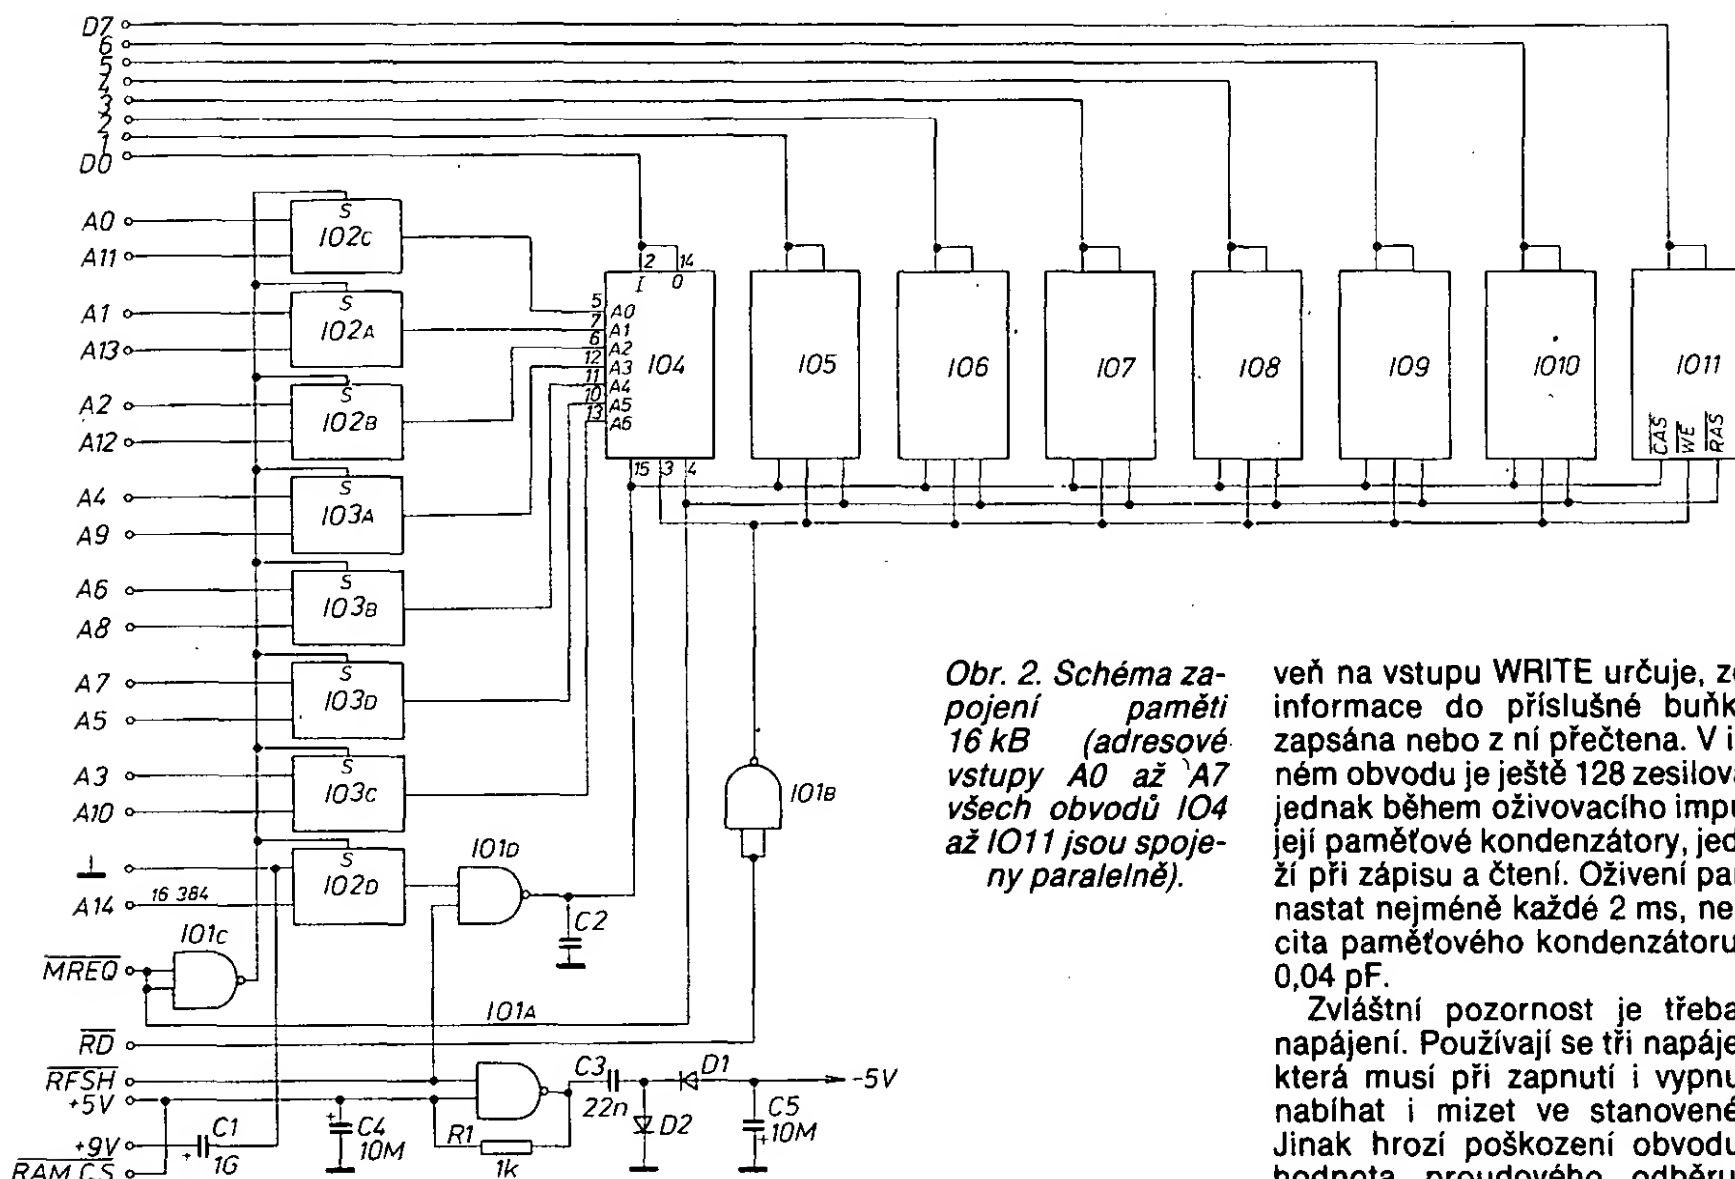 D7
6
5
4
3
2
1
D0
A0
A11
A1
A13
A2
A12
A4
A9
A6
A8
A7
A5
A3
A10
A14
16 384
MREQ
RD
RFSH
+5V
+9V
RAM CS
S
IO2C
S
IO2A
S
IO2B
S
IO3A
S
IO3B
S
IO3D
S
IO3C
S
IO2D
IO1C
IO1D
C2
IO1A
IO1B
2 14
I O
5 A0
7 A1
6 A2
12 A3
11 A4
10 A5
13 A6
IO4
15 3 4
IO5
IO6
IO7
IO8
IO9
IO10
IO11
CAS
WE
RAS
C1
+ 1G
+ C4
10M
R1
1k
C3
22n
D1
D2
C5
+ 10M
-5V
Obr. 2. Schéma za-
pojení paměti
16 kB (adresové
vstupy A0 až A7
všech obvodů IO4
až IO11 jsou spoje-
ny paralelně).
veň na vstupu WRITE určuje, ze
informace do příslušné buňk
zapsána nebo z ní přečtena. V i
ném obvodu je ještě 128 zesilova
jednak během oživovacího impu
její paměťové kondenzátory, jed
ží při zápisu a čtení. Oživení pa
nastat nejméně každé 2 ms, ne
cita paměťového kondenzátoru
0,04 pF.
Zvláštní pozornost je třeba
napájení. Používají se tři napáje
která musí při zapnutí i vypnu
nabíhat i mizet ve stanovené
Jinak hrozí poškození obvodu
hodnota proudového odběru